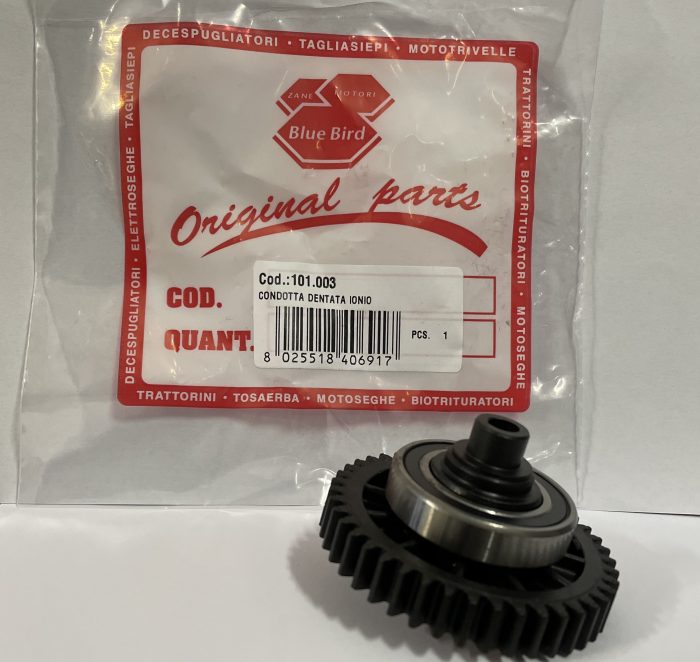 DECESPUGLIATORI • TAGLIASIEPI • MOTOTRIVELLE
TRATTORINI • BIOTRITURATORI • MOTOSEGHE
DECESPUGLIATORI • ELETTROSEGHE • TAGLIASIEPI
ZANE MOTORI
Blue Bird
Original parts
COD.
QUANT.
Cod.:101.003
CONDOTTA DENTATA IONIO
PCS. 1
8 025518 406917
TRATTORINI • TOSAERBA • MOTOSEGHE • BIOTRITURATORI